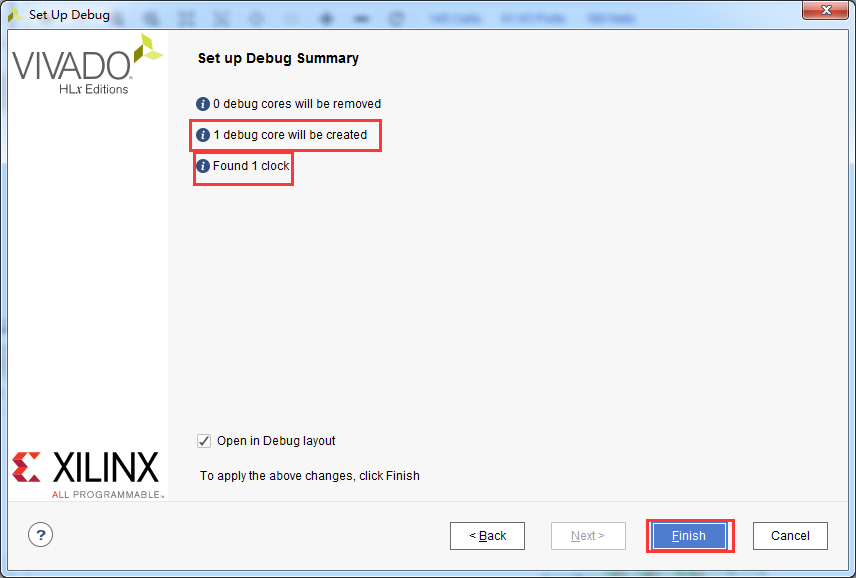 Set Up Debug
VIVADO
HLx Editions
Set up Debug Summary
0 debug cores will be removed
1 debug core will be created
Found 1 clock
Open in Debug layout
To apply the above changes, click Finish
XILINX
ALL PROGRAMMABLE™
?
< Back
Next >
Finish
Cancel